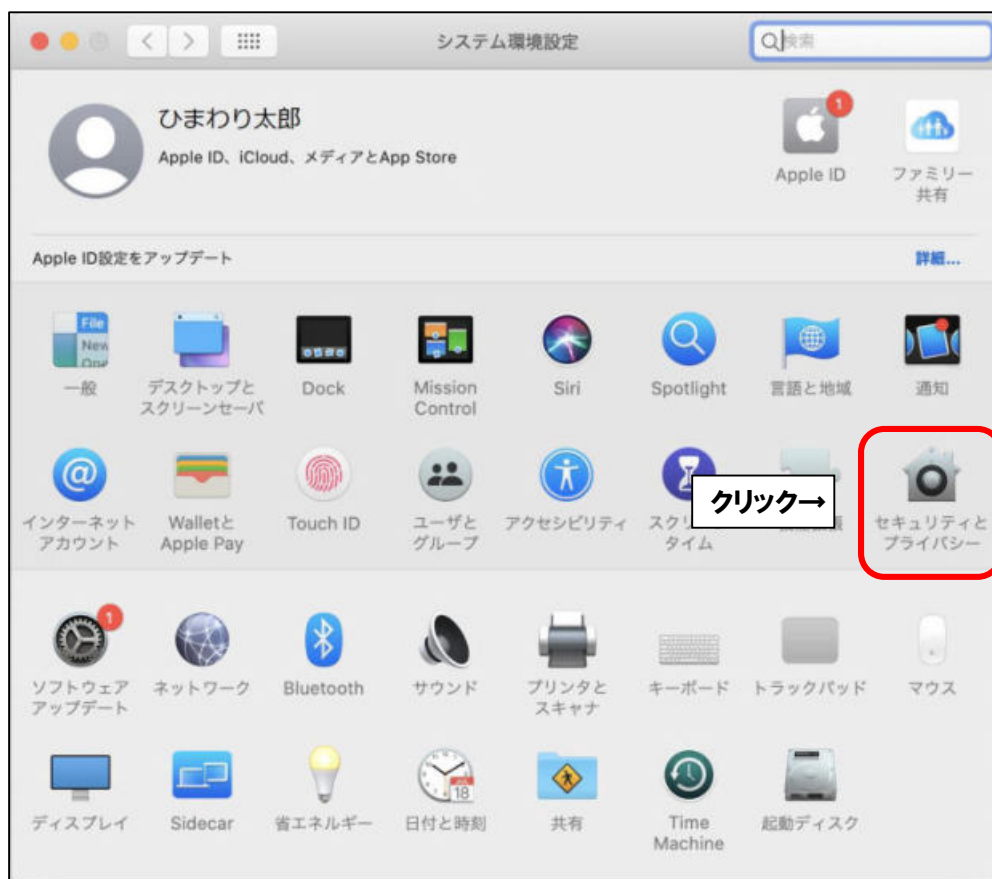 システム環境設定
検索
ひまわり太郎
Apple ID、iCloud、メディアとApp Store
1
Apple ID
ファミリー
共有
Apple ID設定をアップデート
詳細...
File
New
One
一般
デスクトップと
スクリーンセーバ
Dock
Mission
Control
Siri
Spotlight
言語と地域
通知
@
インターネット
アカウント
Walletと
Apple Pay
Touch ID
ユーザと
グループ
アクセシビリティ
スクリ
タイム
クリック→
セキュリティと
プライバシー
1
ソフトウェア
アップデート
ネットワーク
Bluetooth
サウンド
プリンタと
スキャナ
キーボード
トラックパッド
マウス
ディスプレイ
Sidecar
省エネルギー
JUL
18
日付と時刻
共有
Time
Machine
起動ディスク